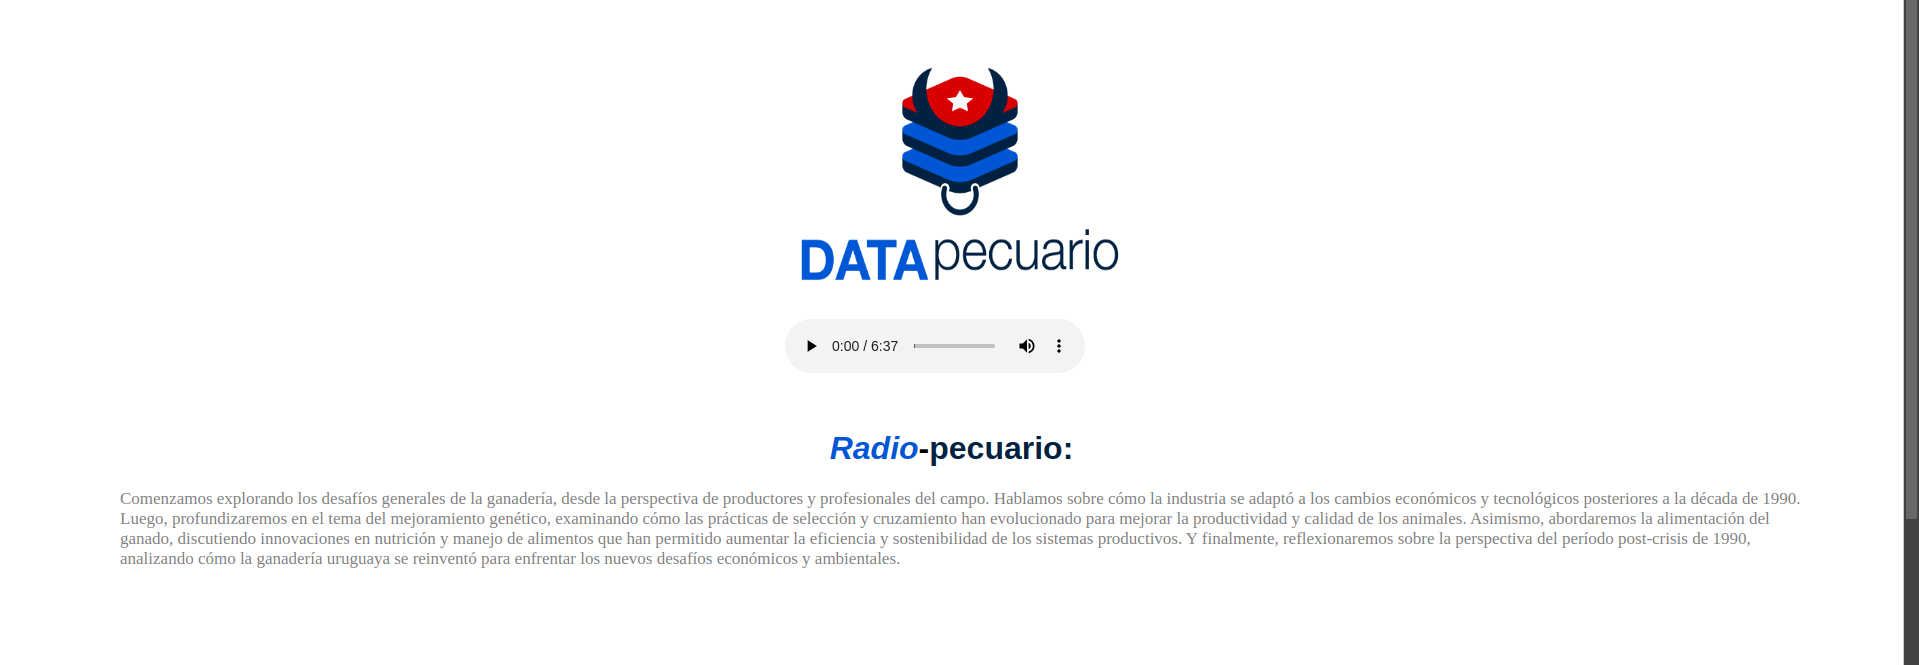 DATApecuario
0:00 / 6:37
Radio-pecuario:
Comenzamos explorando los desafíos generales de la ganadería, desde la perspectiva de productores y profesionales del campo. Hablamos sobre cómo la industria se adaptó a los cambios económicos y tecnológicos posteriores a la década de 1990.
Luego, profundizaremos en el tema del mejoramiento genético, examinando cómo las prácticas de selección y cruzamiento han evolucionado para mejorar la productividad y calidad de los animales. Asimismo, abordaremos la alimentación del
ganado, discutiendo innovaciones en nutrición y manejo de alimentos que han permitido aumentar la eficiencia y sostenibilidad de los sistemas productivos. Y finalmente, reflexionaremos sobre la perspectiva del período post-crisis de 1990,
analizando cómo la ganadería uruguaya se reinventó para enfrentar los nuevos desafíos económicos y ambientales.